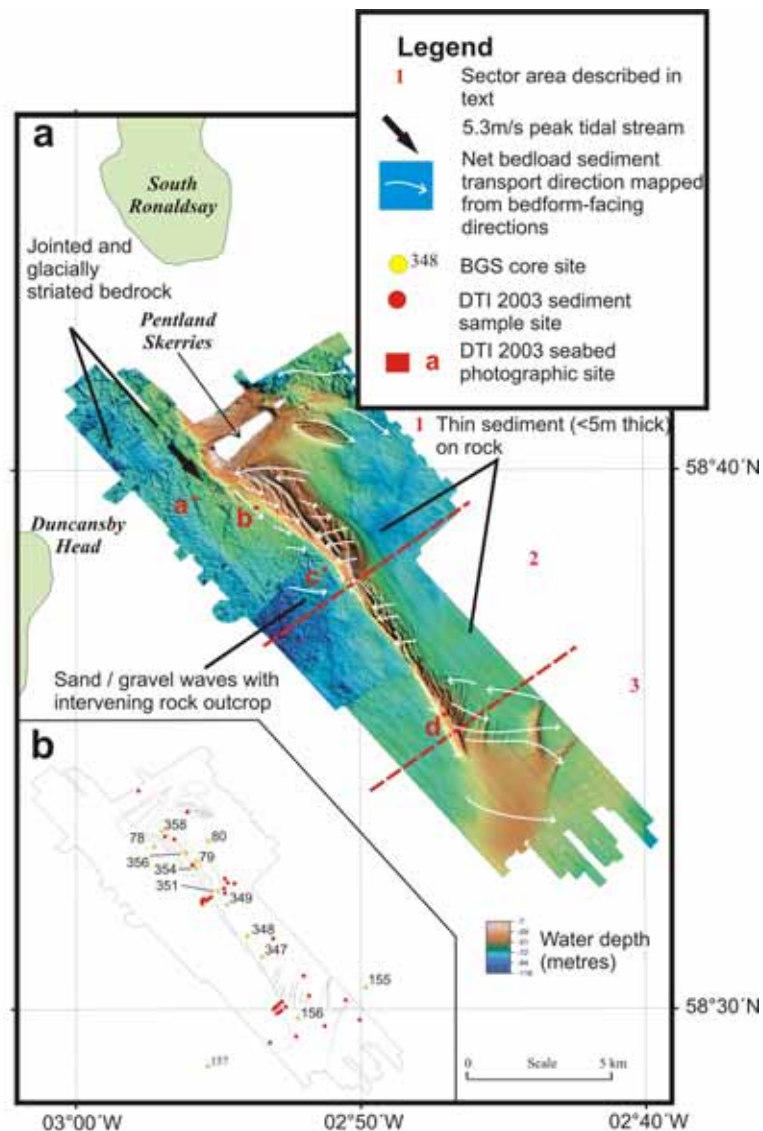 Legend
1 Sector area described in
text
5.3m/s peak tidal stream
Net bedload sediment
transport direction mapped
from bedform-facing
directions
348 BGS core site
DTI 2003 sediment
sample site
a DTI 2003 seabed
photographic site
a
South
Ronaldsay
Jointed and
glacially
striated bedrock
Pentland
Skerries
1 Thin sediment (<5m thick)
on rock
58°40´N
a
b
Duncansby
Head
c
2
Sand / gravel waves with
intervening rock outcrop
3
d
b
358
78
80
356
79
354
351
349
348
347
155
156
Water depth
(metres)
58°30´N
0 Scale 5 km
03°00´W
02°50´W
02°40´W